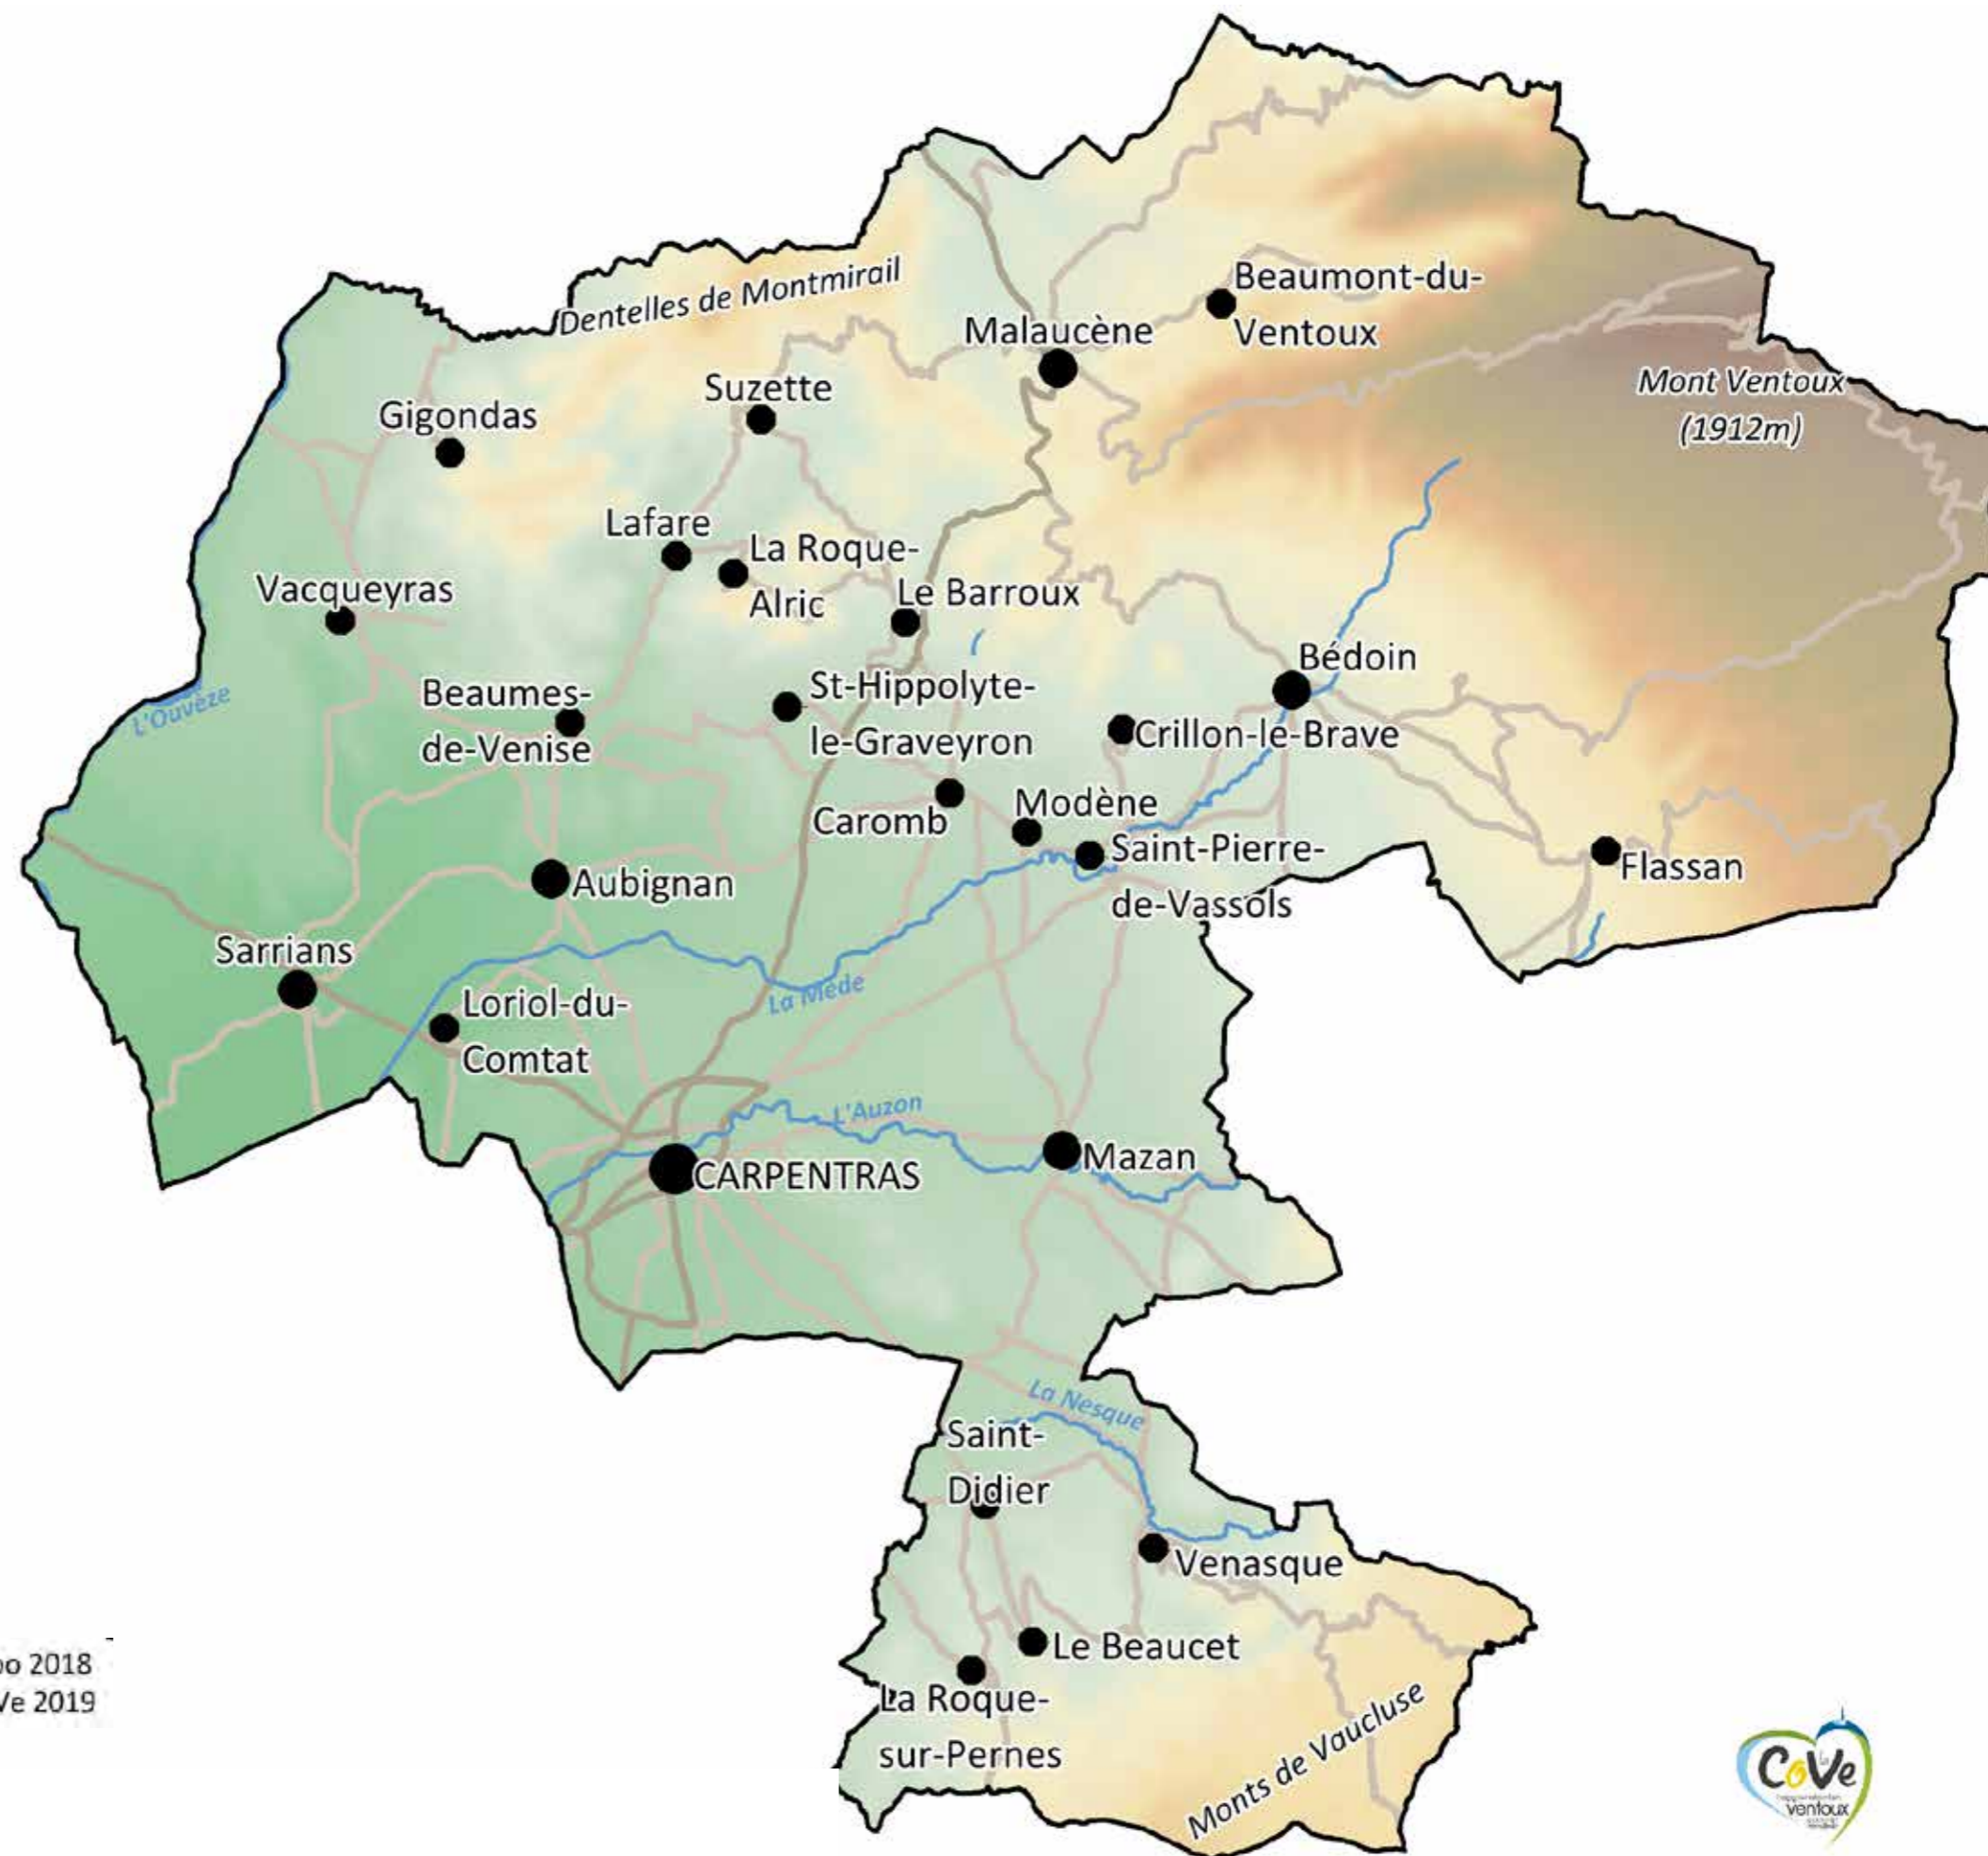 Dentelles de Montmirail
Beaumont-du-
Ventoux
Malaucène
Mont Ventoux
(1912m)
Suzette
Gigondas
Lafare
La Roque-
Alric
Vacqueyras
Le Barroux
Bédoin
L'Ouvèze
Beaumes-
de-Venise
St-Hippolyte-
le-Graveyron
Crillon-le-Brave
Caromb
Modène
Saint-Pierre-
de-Vassols
Flassan
Aubignan
Sarrians
La Mède
Loriol-du-
Comtat
L'Auzon
CARPENTRAS
Mazan
La Nesque
Saint-
Didier
Venasque
Le Beaucet
La Roque-
sur-Pernes
Monts de Vaucluse
2018
Ve 2019
la
CoVe
ventoux